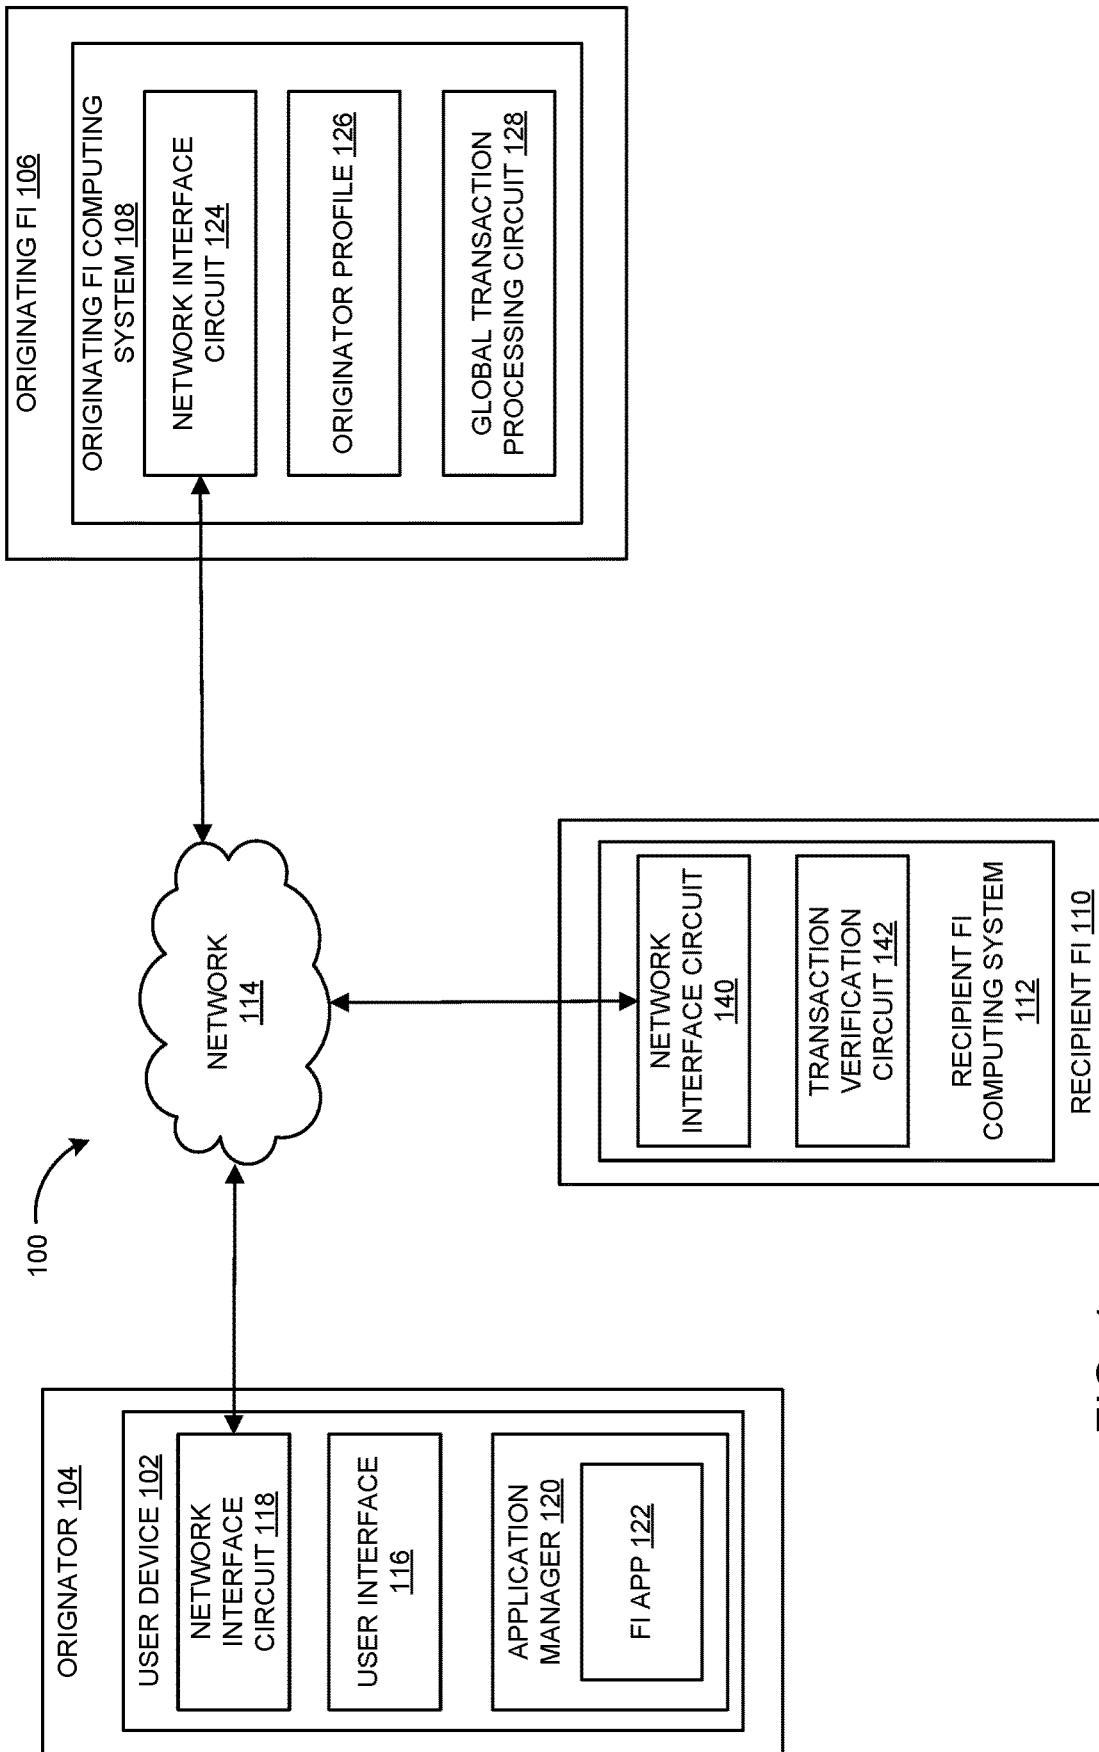 100
ORIGNATOR 104
USER DEVICE 102
NETWORK
INTERFACE
CIRCUIT 118
USER INTERFACE
116
APPLICATION
MANAGER 120
FI APP 122
NETWORK
114
NETWORK
INTERFACE CIRCUIT
140
TRANSACTION
VERIFICATION
CIRCUIT 142
RECIPIENT FI
COMPUTING SYSTEM
112
RECIPIENT FI 110
ORIGINATING FI 106
ORIGINATING FI COMPUTING
SYSTEM 108
NETWORK INTERFACE
CIRCUIT 124
ORIGINATOR PROFILE 126
GLOBAL TRANSACTION
PROCESSING CIRCUIT 128